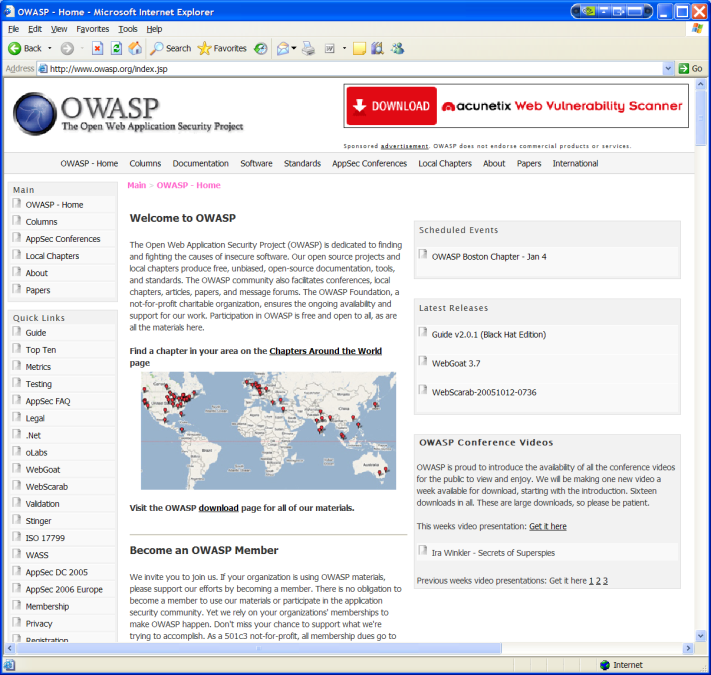 OWASP - Home - Microsoft Internet Explorer
File Edit View Favorites Tools Help
Back Search Favorites
Address http://www.owasp.org/index.jsp Go
OWASP
The Open Web Application Security Project
DOWNLOAD acunetix Web Vulnerability Scanner
Sponsored advertisement. OWASP does not endorse commercial products or services.
OWASP - Home Columns Documentation Software Standards AppSec Conferences Local Chapters About Papers International
Main
OWASP - Home
Columns
AppSec Conferences
Local Chapters
About
Papers
Quick Links
Guide
Top Ten
Metrics
Testing
AppSec FAQ
Legal
.Net
oLabs
WebGoat
WebScarab
Validation
Stinger
ISO 17799
WASS
AppSec DC 2005
AppSec 2006 Europe
Membership
Privacy
Registration
Main » OWASP - Home
Welcome to OWASP
The Open Web Application Security Project (OWASP) is dedicated to finding
and fighting the causes of insecure software. Our open source projects and
local chapters produce free, unbiased, open-source documentation, tools,
and standards. The OWASP community also facilitates conferences, local
chapters, articles, papers, and message forums. The OWASP Foundation, a
not-for-profit charitable organization, ensures the ongoing availability and
support for our work. Participation in OWASP is free and open to all, as are
all the materials here.
Find a chapter in your area on the Chapters Around the World
page
Canada
United States
Brazil
China
Australia
Visit the OWASP download page for all of our materials.
Become an OWASP Member
We invite you to join us. If your organization is using OWASP materials,
please support our efforts by becoming a member. There is no obligation to
become a member to use our materials or participate in the application
security community. Yet we rely on your organizations' memberships to
make OWASP happen. Don't miss your chance to support what we're
trying to accomplish. As a 501c3 not-for-profit, all membership dues go to
Scheduled Events
OWASP Boston Chapter - Jan 4
Latest Releases
Guide v2.0.1 (Black Hat Edition)
WebGoat 3.7
WebScarab-20051012-0736
OWASP Conference Videos
OWASP is proud to introduce the availability of all the conference videos
for the public to view and enjoy. We will be making one new video a
week available for download, starting with the introduction. Sixteen
downloads in all. These are large downloads, so please be patient.
This weeks video presentation: Get it here
Ira Winkler - Secrets of Superspies
Previous weeks video presentations: Get it here 1 2 3
Internet